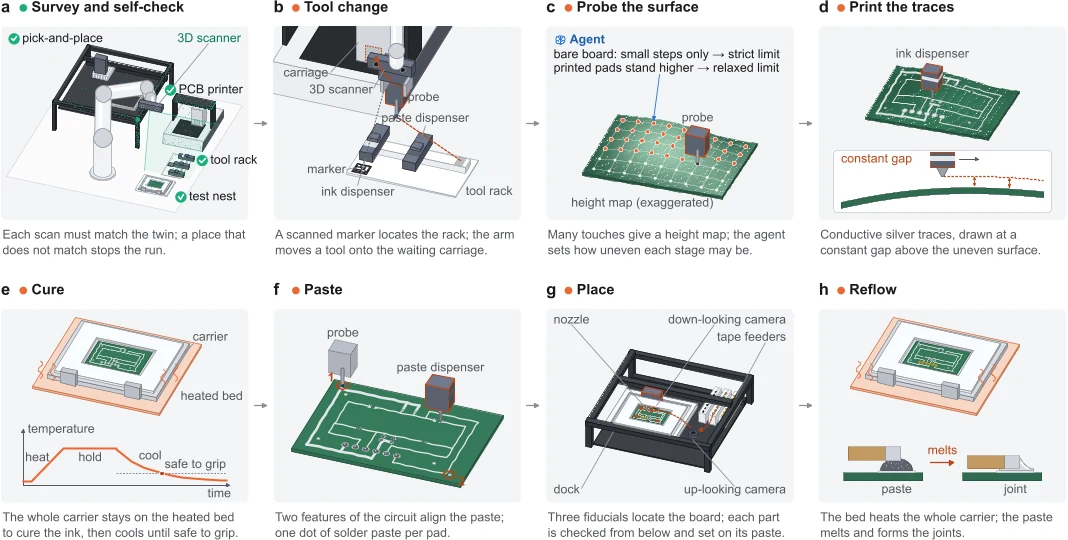 a Survey and self-check
pick-and-place
3D scanner
PCB printer
tool rack
test nest
Each scan must match the twin; a place that
does not match stops the run.
b Tool change
carriage
3D scanner
probe
paste dispenser
marker
ink dispenser
tool rack
A scanned marker locates the rack; the arm
moves a tool onto the waiting carriage.
c Probe the surface
Agent
bare board: small steps only → strict limit
printed pads stand higher → relaxed limit
probe
height map (exaggerated)
Many touches give a height map; the agent
sets how uneven each stage may be.
d Print the traces
ink dispenser
constant gap
Conductive silver traces, drawn at a
constant gap above the uneven surface.
e Cure
carrier
heated bed
temperature
heat
hold
cool
safe to grip
time
The whole carrier stays on the heated bed
to cure the ink, then cools until safe to grip.
f Paste
probe
paste dispenser
Two features of the circuit align the paste;
one dot of solder paste per pad.
g Place
nozzle
down-looking camera
tape feeders
dock
up-looking camera
Three fiducials locate the board; each part
is checked from below and set on its paste.
h Reflow
melts
paste
joint
The bed heats the whole carrier; the paste
melts and forms the joints.